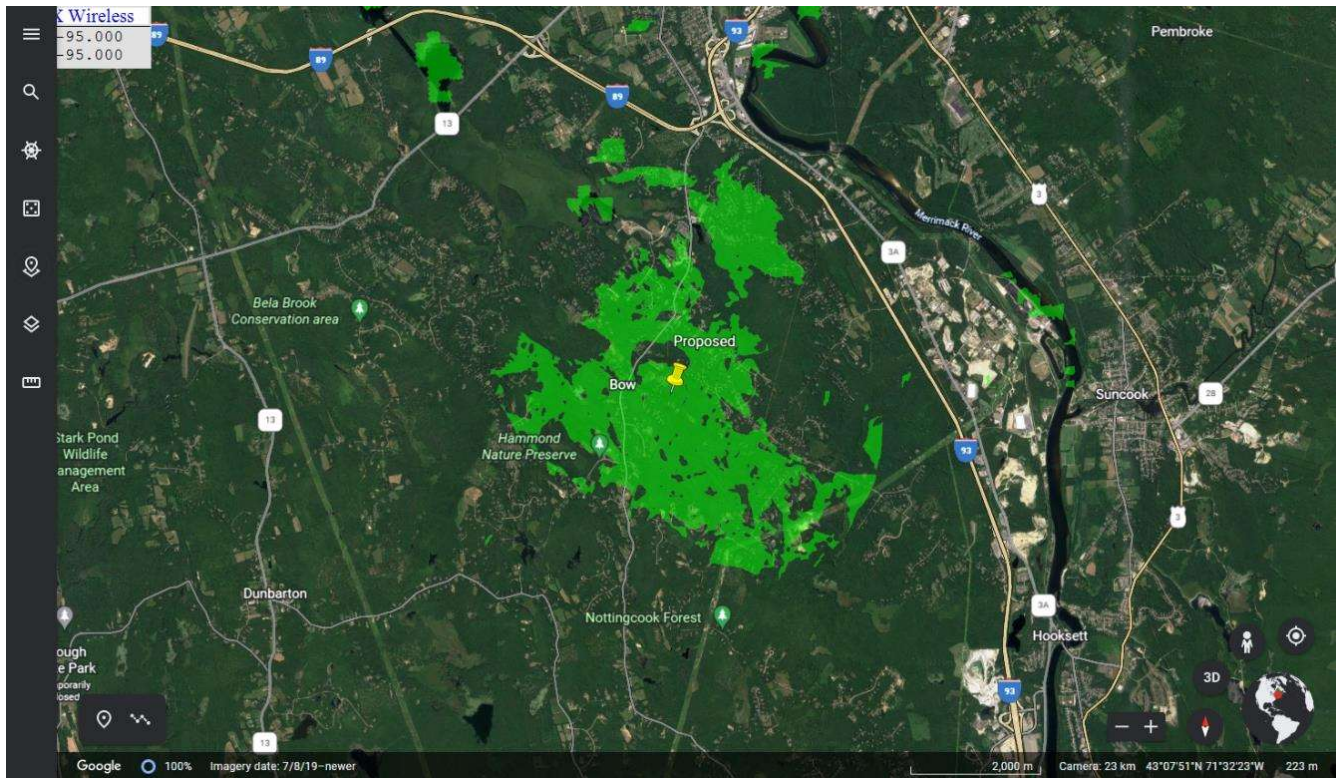 X Wireless
-95.000
-95.000
89
89
89
93
Pembroke
13
3
Merrimack River
3A
Bela Brook
Conservation area
Proposed
Bow
Suncook
28
13
Hammond
Nature Preserve
93
Stark Pond
Wildlife
anagement
Area
3
Dunbarton
Nottingcook Forest
3A
Hooksett
ough
e Park
mporarily
losed
93
3D
13
Google
100%
Imagery date: 7/8/19–newer
2,000 m
Camera: 23 km 43°07'51"N 71°32'23"W 223 m